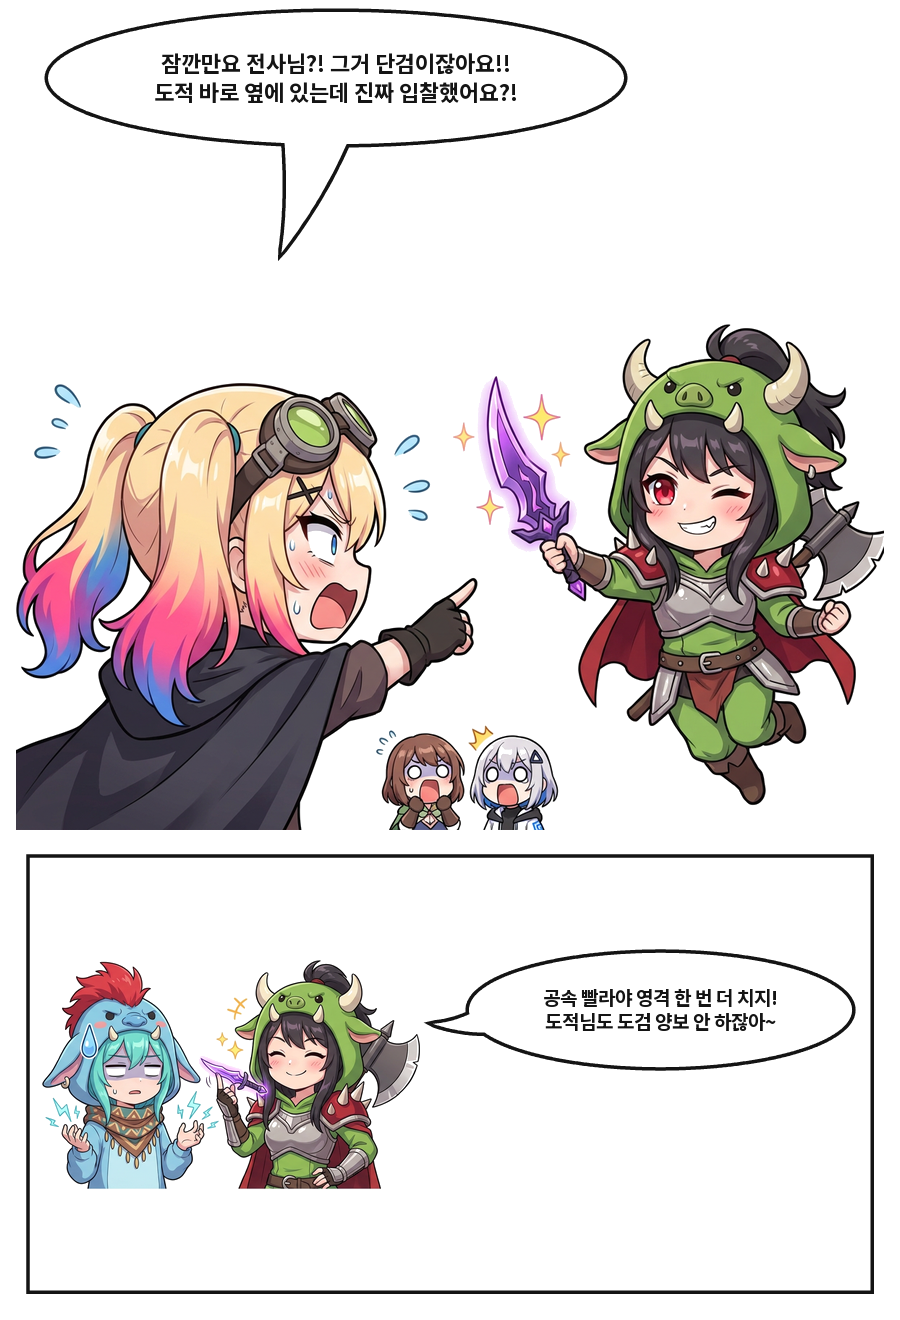 잠깐만요 전사님?! 그거 단검이잖아요!!
도적 바로 옆에 있는데 진짜 입찰했어요?!
공속 빨라야 영격 한 번 더 치지!
도적님도 도검 양보 안 하잖아~